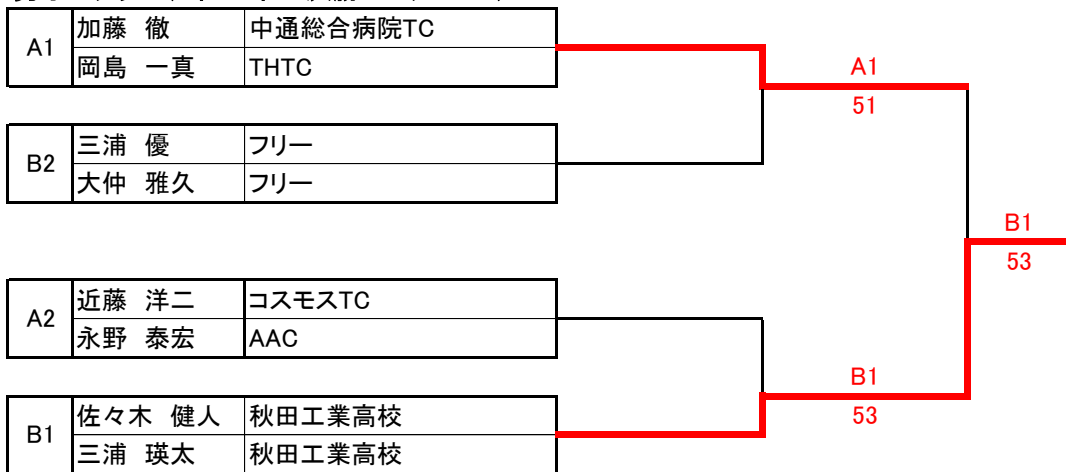 A1
加藤 徹 中通総合病院TC
岡島 一真 THTC
A1
51
B2
三浦 優 フリー
大仲 雅久 フリー
B1
53
A2
近藤 洋二 コスモスTC
永野 泰宏 AAC
B1
53
B1
佐々木 健人 秋田工業高校
三浦 瑛太 秋田工業高校